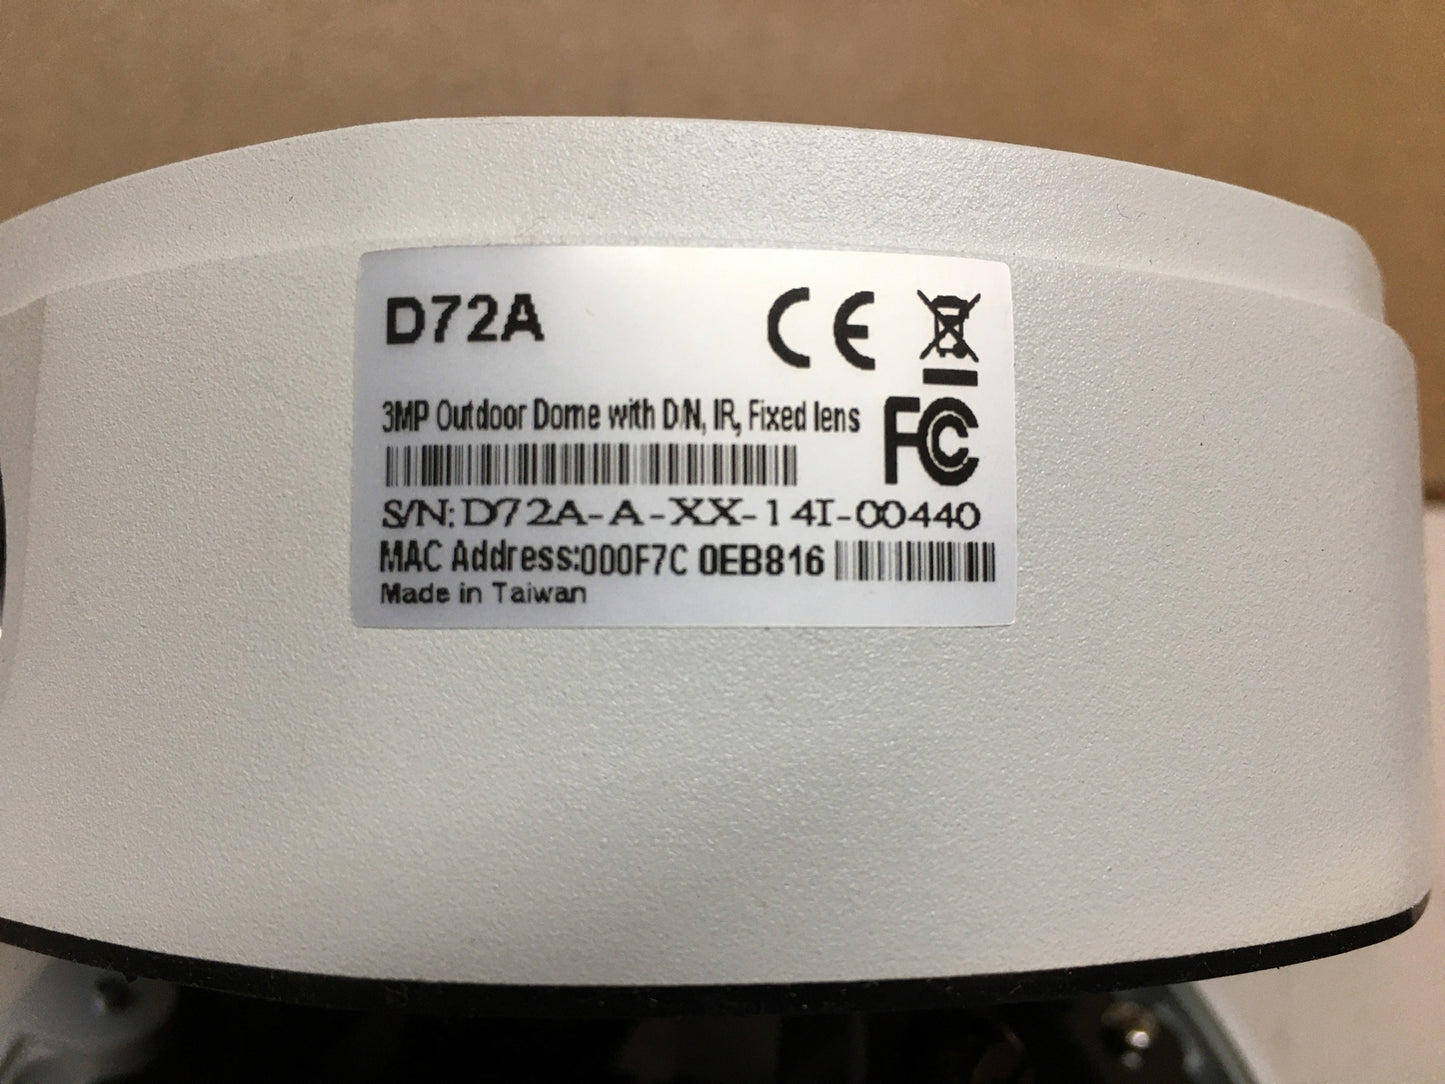 D72A
CE
3MP Outdoor Dome with D/N, IR, Fixed lens
FC
S/N: D72A-A-XX-14I-00440
MAC Address:000F7C 0EB816
Made in Taiwan